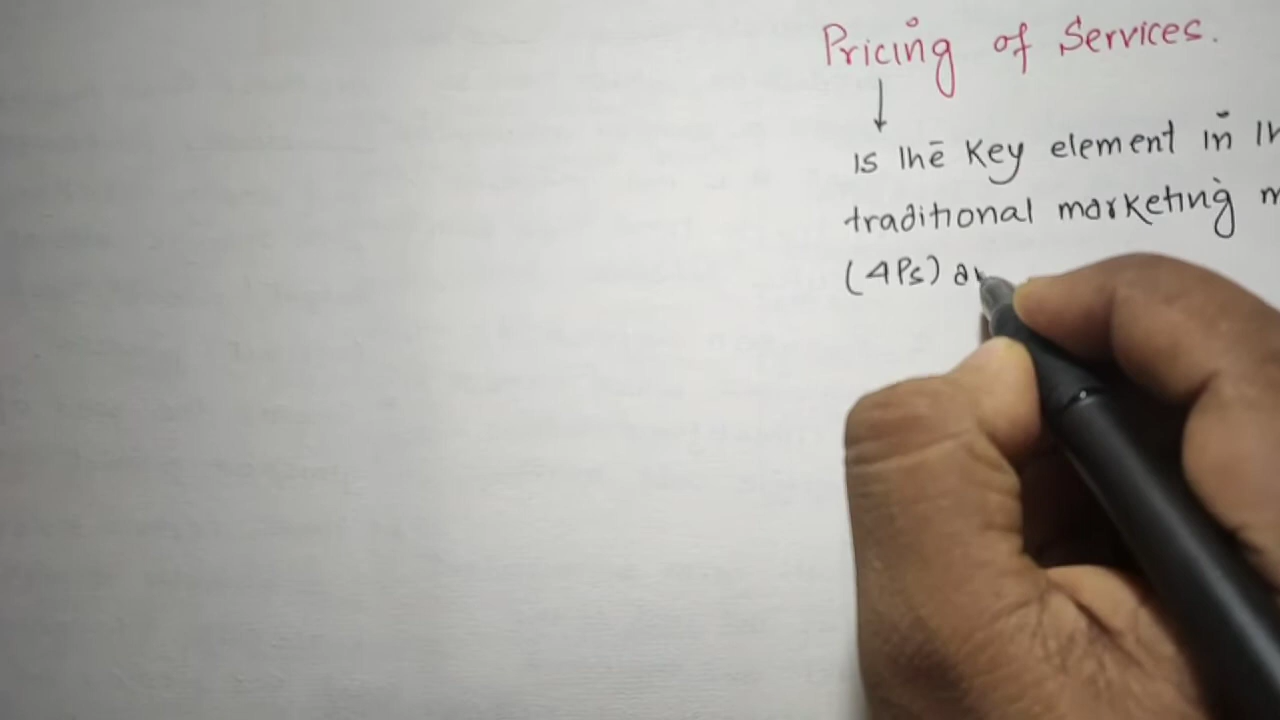 Pricing of Services.
is the key element in
traditional marketing
(4Ps)